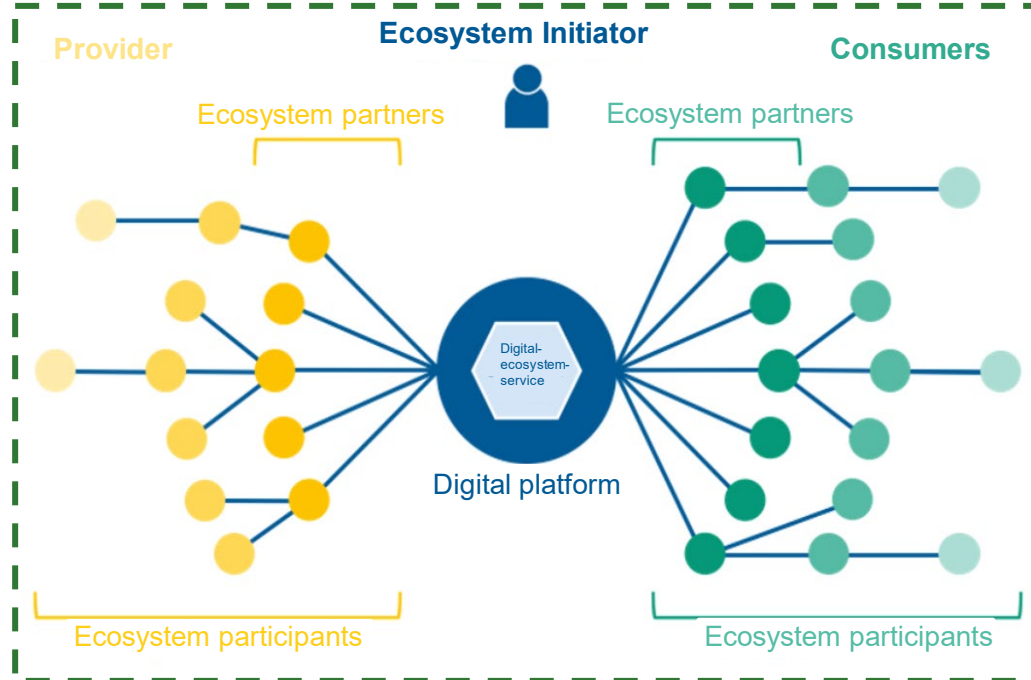 Ecosystem Initiator
Provider
Consumers
Ecosystem partners
Ecosystem partners
Digital-
ecosystem-
service
Digital platform
Ecosystem participants
Ecosystem participants